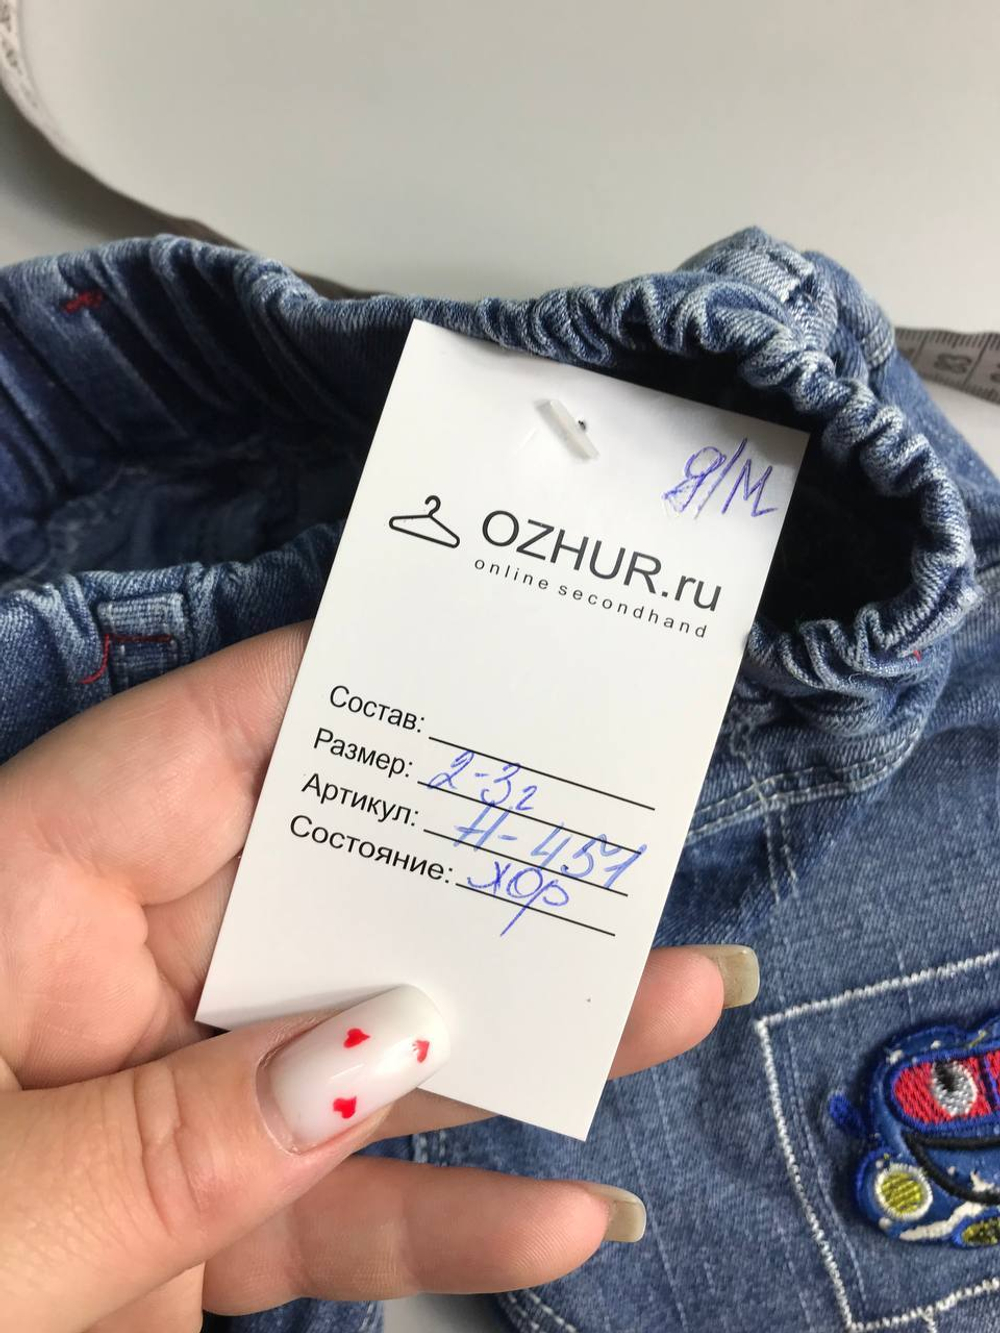 д/м
OZHUR.ru
online secondhand
Состав:
Размер: 2-3г
Артикул: Н-451
Состояние: хор